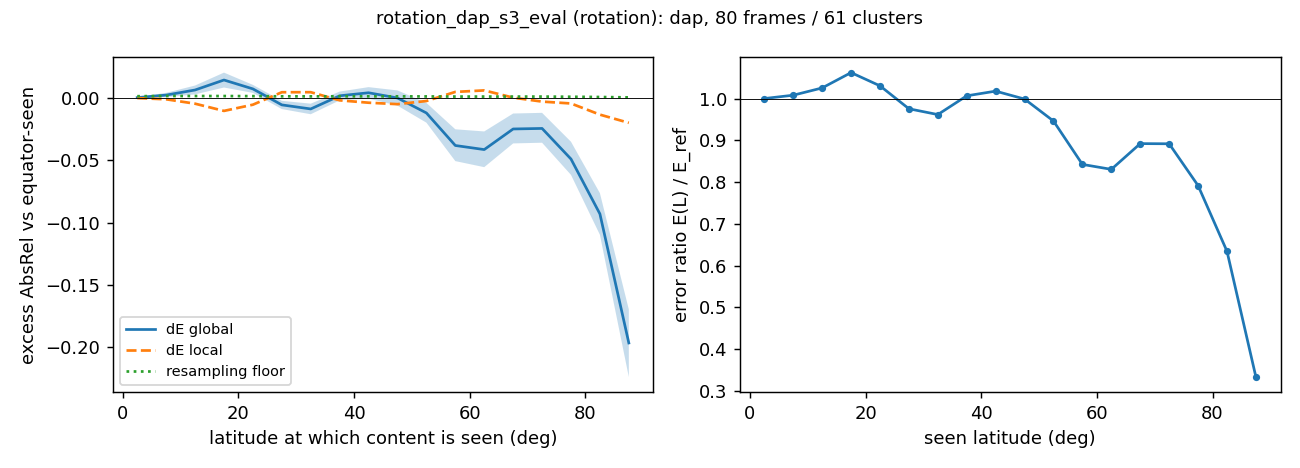 rotation_dap_s3_eval (rotation): dap, 80 frames / 61 clusters
excess AbsRel vs equator-seen
0.00
−0.05
−0.10
−0.15
−0.20
dE global
dE local
resampling floor
0 20 40 60 80
latitude at which content is seen (deg)
error ratio E(L) / E_ref
1.0
0.9
0.8
0.7
0.6
0.5
0.4
0.3
0 20 40 60 80
seen latitude (deg)